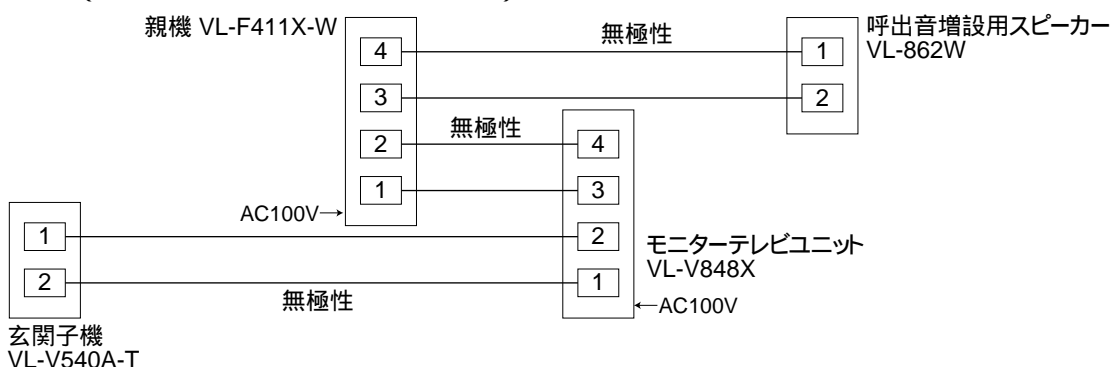 親機 VL-F411X-W
4
3
2
1
AC100V→
無極性
呼出音増設用スピーカー
VL-862W
1
2
無極性
4
3
2
1
モニターテレビユニット
VL-V848X
←AC100V
1
2
無極性
玄関子機
VL-V540A-T